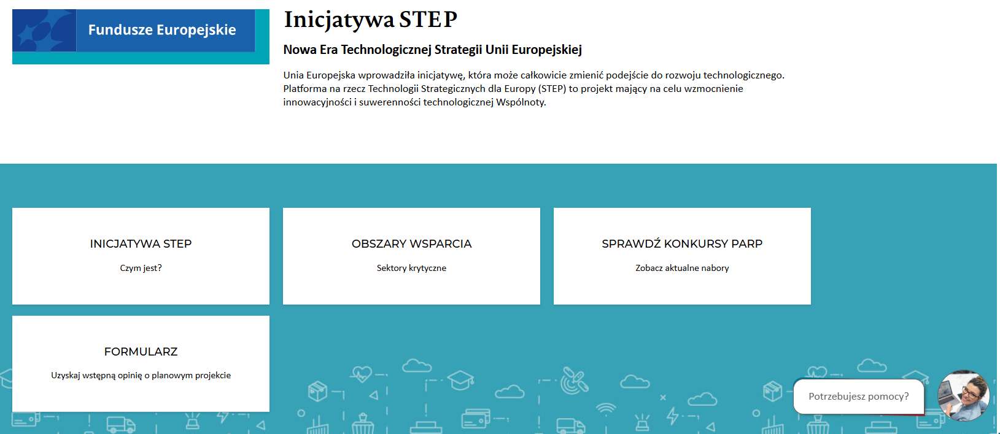 Fundusze Europejskie
Inicjatywa STEP
Nowa Era Technologicznej Strategii Unii Europejskiej
Unia Europejska wprowadziła inicjatywę, która może całkowicie zmienić podejście do rozwoju technologicznego.
Platforma na rzecz Technologii Strategicznych dla Europy (STEP) to projekt mający na celu wzmocnienie
innowacyjności i suwerenności technologicznej Wspólnoty.
INICJATYWA STEP
Czym jest?
OBSZARY WSPARCIA
Sektory krytyczne
SPRAWDŹ KONKURSY PARP
Zobacz aktualne nabory
FORMULARZ
Uzyskaj wstępną opinię o planowym projekcie
Potrzebujesz pomocy?